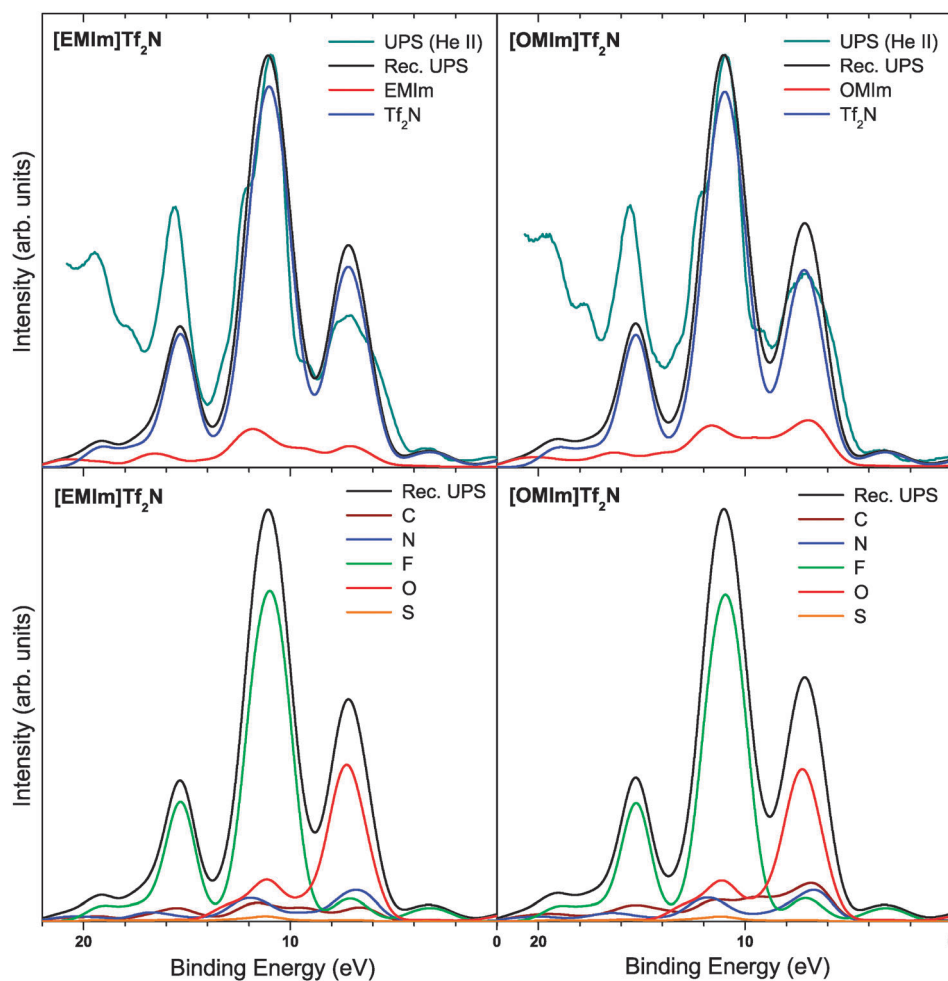 [EMIm]Tf₂N
UPS (He II)
Rec. UPS
EMIm
Tf₂N
[OMIm]Tf₂N
UPS (He II)
Rec. UPS
OMIm
Tf₂N
Intensity (arb. units)
[EMIm]Tf₂N
Rec. UPS
C
N
F
O
S
[OMIm]Tf₂N
Rec. UPS
C
N
F
O
S
Intensity (arb. units)
20
10
0
20
10
Binding Energy (eV)
Binding Energy (eV)